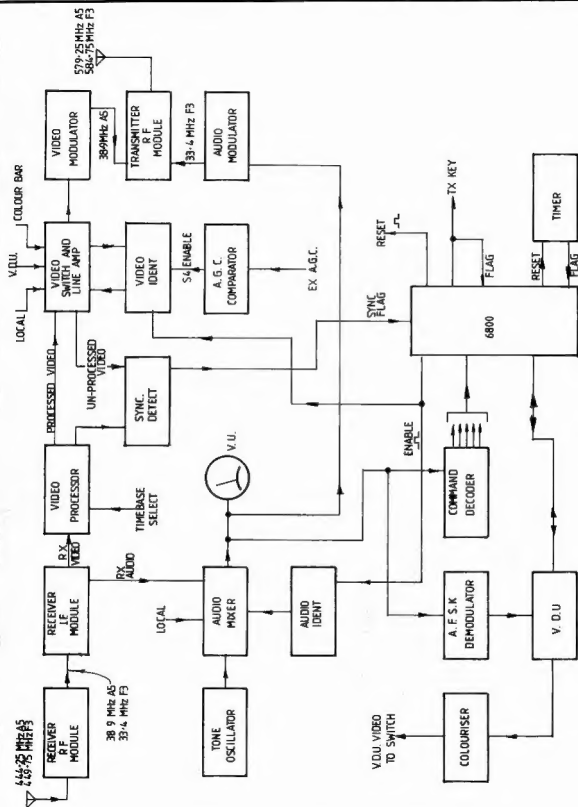 444·25 MHz A5
449·75 MHz F3
RECEIVER
R F
MODULE
38·9 MHz A5
33·4 MHz F3
RECEIVER
I.F
MODULE
RX
VIDEO
RX
AUDIO
VIDEO
PROCESSOR
TIMEBASE
SELECT
PROCESSED VIDEO
UN-PROCESSED
VIDEO
SYNC.
DETECT
LOCAL
V.D.U.
COLOUR BAR
VIDEO
SWITCH AND
LINE AMP
VIDEO
MODULATOR
38·9MHz A5
579·25 MHz A5
584·75 MHz F3
TRANSMITTER
R F
MODULE
33·4 MHz F3
AUDIO
MODULATOR
VIDEO
IDENT
S4 ENABLE
A.G.C.
COMPARATOR
EX A.G.C.
TONE
OSCILLATOR
LOCAL
AUDIO
MIXER
V.U.
AUDIO
IDENT
ENABLE
SYNC
FLAG
RESET
TX KEY
FLAG
6800
RESET
FLAG
TIMER
COMMAND
DECODER
A.F.S.K
DEMODULATOR
V. D.U
COLOURISER
V.D.U. VIDEO
TO SWITCH